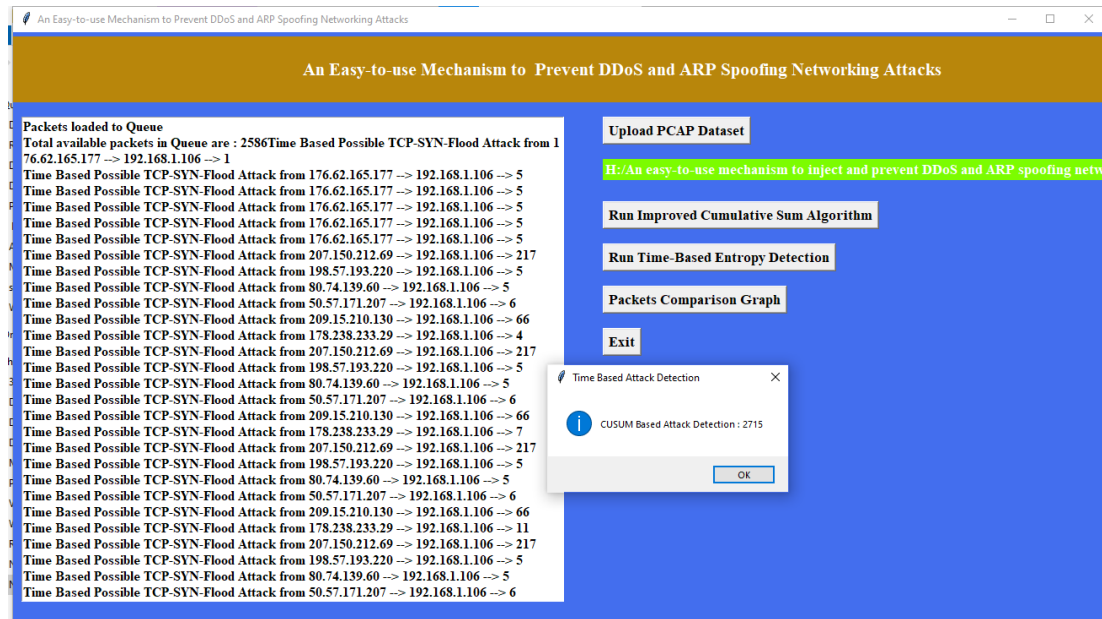 An Easy-to-use Mechanism to Prevent DDoS and ARP Spoofing Networking Attacks
An Easy-to-use Mechanism to  Prevent DDoS and ARP Spoofing Networking Attacks
Packets loaded to Queue
Total available packets in Queue are : 2586Time Based Possible TCP-SYN-Flood Attack from 1
76.62.165.177 --> 192.168.1.106 --> 1
Time Based Possible TCP-SYN-Flood Attack from 176.62.165.177 --> 192.168.1.106 --> 5
Time Based Possible TCP-SYN-Flood Attack from 176.62.165.177 --> 192.168.1.106 --> 5
Time Based Possible TCP-SYN-Flood Attack from 176.62.165.177 --> 192.168.1.106 --> 5
Time Based Possible TCP-SYN-Flood Attack from 176.62.165.177 --> 192.168.1.106 --> 5
Time Based Possible TCP-SYN-Flood Attack from 176.62.165.177 --> 192.168.1.106 --> 5
Time Based Possible TCP-SYN-Flood Attack from 207.150.212.69 --> 192.168.1.106 --> 217
Time Based Possible TCP-SYN-Flood Attack from 198.57.193.220 --> 192.168.1.106 --> 5
Time Based Possible TCP-SYN-Flood Attack from 80.74.139.60 --> 192.168.1.106 --> 5
Time Based Possible TCP-SYN-Flood Attack from 50.57.171.207 --> 192.168.1.106 --> 6
Time Based Possible TCP-SYN-Flood Attack from 209.15.210.130 --> 192.168.1.106 --> 66
Time Based Possible TCP-SYN-Flood Attack from 178.238.233.29 --> 192.168.1.106 --> 4
Time Based Possible TCP-SYN-Flood Attack from 207.150.212.69 --> 192.168.1.106 --> 217
Time Based Possible TCP-SYN-Flood Attack from 198.57.193.220 --> 192.168.1.106 --> 5
Time Based Possible TCP-SYN-Flood Attack from 80.74.139.60 --> 192.168.1.106 --> 5
Time Based Possible TCP-SYN-Flood Attack from 50.57.171.207 --> 192.168.1.106 --> 6
Time Based Possible TCP-SYN-Flood Attack from 209.15.210.130 --> 192.168.1.106 --> 66
Time Based Possible TCP-SYN-Flood Attack from 178.238.233.29 --> 192.168.1.106 --> 7
Time Based Possible TCP-SYN-Flood Attack from 207.150.212.69 --> 192.168.1.106 --> 217
Time Based Possible TCP-SYN-Flood Attack from 198.57.193.220 --> 192.168.1.106 --> 5
Time Based Possible TCP-SYN-Flood Attack from 80.74.139.60 --> 192.168.1.106 --> 5
Time Based Possible TCP-SYN-Flood Attack from 50.57.171.207 --> 192.168.1.106 --> 6
Time Based Possible TCP-SYN-Flood Attack from 209.15.210.130 --> 192.168.1.106 --> 66
Time Based Possible TCP-SYN-Flood Attack from 178.238.233.29 --> 192.168.1.106 --> 11
Time Based Possible TCP-SYN-Flood Attack from 207.150.212.69 --> 192.168.1.106 --> 217
Time Based Possible TCP-SYN-Flood Attack from 198.57.193.220 --> 192.168.1.106 --> 5
Time Based Possible TCP-SYN-Flood Attack from 80.74.139.60 --> 192.168.1.106 --> 5
Time Based Possible TCP-SYN-Flood Attack from 50.57.171.207 --> 192.168.1.106 --> 6
Upload PCAP Dataset
H:/An easy-to-use mechanism to inject and prevent DDoS and ARP spoofing netw
Run Improved Cumulative Sum Algorithm
Run Time-Based Entropy Detection
Packets Comparison Graph
Exit
Time Based Attack Detection
CUSUM Based Attack Detection : 2715
OK